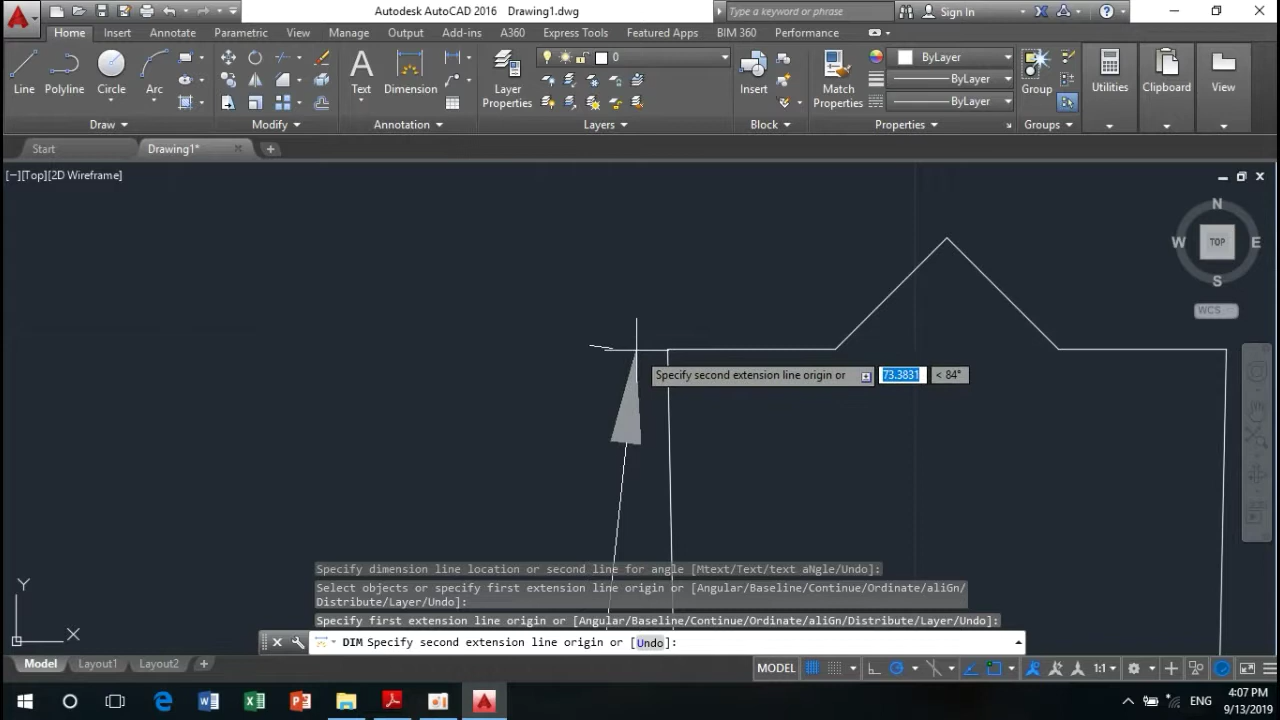 Autodesk AutoCAD 2016 Drawing1.dwg
Type a keyword or phrase
Sign In
Home Insert Annotate Parametric View Manage Output Add-ins A360 Express Tools Featured Apps BIM 360 Performance
Line Polyline Circle Arc
Text Dimension
Layer
Properties
0
Insert
Match
Properties
ByLayer
ByLayer
ByLayer
Group
Utilities Clipboard View
Draw Modify Annotation Layers Block Properties Groups
Start Drawing1*
[−][Top][2D Wireframe]
N
W TOP E
S
WCS
Specify second extension line origin or 73.3831 < 84°
Specify dimension line location or second line for angle [Mtext/Text/text aNgle/Undo]:
Select objects or specify first extension line origin or [Angular/Baseline/Continue/Ordinate/aliGn/
Distribute/Layer/Undo]:
Specify first extension line origin or [Angular/Baseline/Continue/Ordinate/aliGn/Distribute/Layer/Undo]:
DIM Specify second extension line origin or [Undo]:
Y
X
Model Layout1 Layout2 +
MODEL 1:1
ENG 4:07 PM
9/13/2019